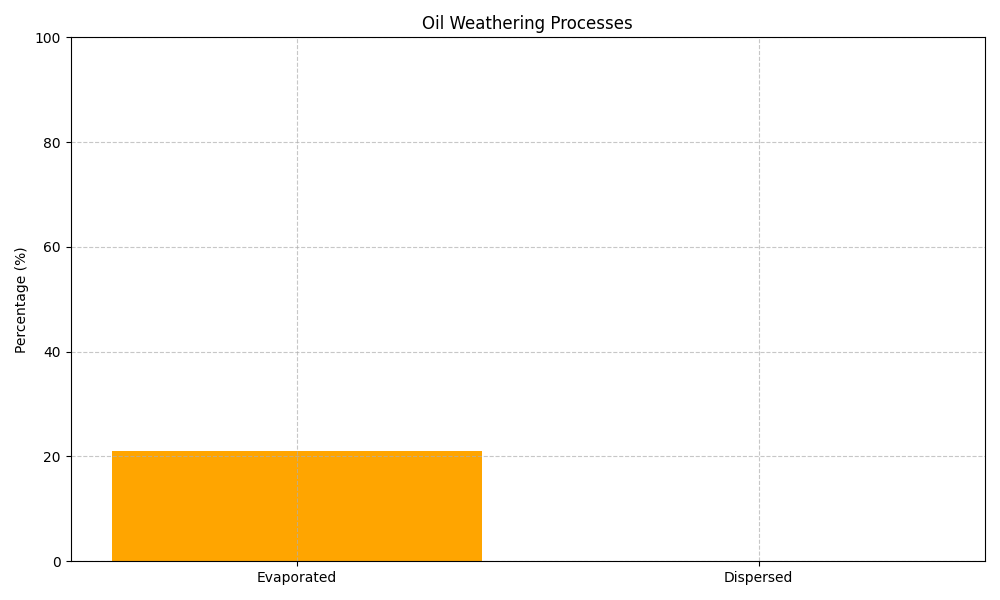 Oil Weathering Processes
Percentage (%)
100
80
60
40
20
0
Evaporated
Dispersed